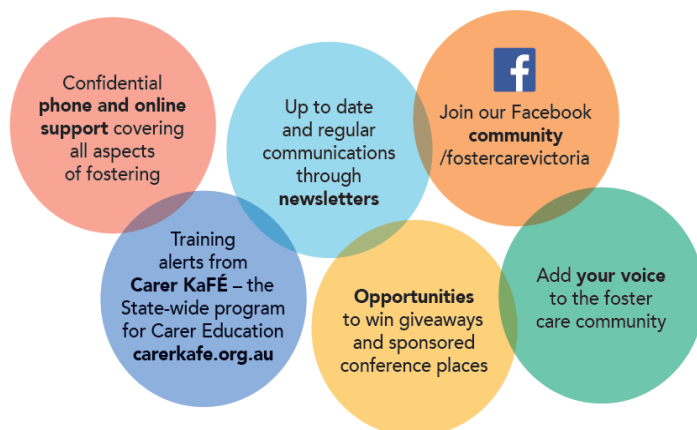 Confidential
phone and online
support covering
all aspects
of fostering
Up to date
and regular
communications
through
newsletters
Join our Facebook
community
/fostercarevictoria
Training
alerts from
Carer KaFÉ – the
State-wide program
for Carer Education
carerkafe.org.au
Opportunities
to win giveaways
and sponsored
conference places
Add your voice
to the foster
care community